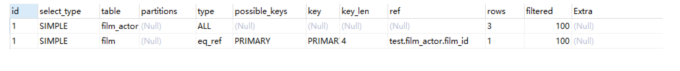 id select_type table partitions type possible_keys key key_len ref rows filtered Extra
1 SIMPLE film_actor (Null) ALL (Null) (Null) (Null) (Null) 3 100 (Null)
1 SIMPLE film (Null) eq_ref PRIMARY PRIMAR 4 test.film_actor.film_id 1 100 (Null)